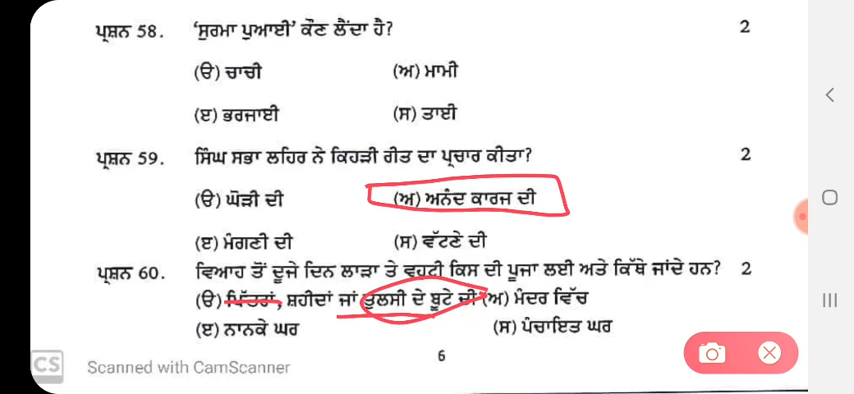 ਪ੍ਰਸ਼ਨ 58. ‘ਸੁਰਮਾ ਪੁਆਈ’ ਕੌਣ ਲੈਂਦਾ ਹੈ? 2
(ੳ) ਚਾਚੀ (ਅ) ਮਾਮੀ
(ੲ) ਭਰਜਾਈ (ਸ) ਤਾਈ
ਪ੍ਰਸ਼ਨ 59. ਸਿੰਘ ਸਭਾ ਲਹਿਰ ਨੇ ਕਿਹੜੀ ਰੀਤ ਦਾ ਪ੍ਰਚਾਰ ਕੀਤਾ? 2
(ੳ) ਘੋੜੀ ਦੀ (ਅ) ਅਨੰਦ ਕਾਰਜ ਦੀ
(ੲ) ਮੰਗਣੀ ਦੀ (ਸ) ਵੱਟਣੇ ਦੀ
ਪ੍ਰਸ਼ਨ 60. ਵਿਆਹ ਤੋਂ ਦੂਜੇ ਦਿਨ ਲਾੜਾ ਤੇ ਵਹੁਟੀ ਕਿਸ ਦੀ ਪੂਜਾ ਲਈ ਅਤੇ ਕਿੱਥੇ ਜਾਂਦੇ ਹਨ? 2
(ੳ) ਪਿੱਤਰਾਂ, ਸ਼ਹੀਦਾਂ ਜਾਂ ਤੁਲਸੀ ਦੇ ਬੂਟੇ ਦੀ (ਅ) ਮੰਦਰ ਵਿੱਚ
(ੲ) ਨਾਨਕੇ ਘਰ (ਸ) ਪੰਚਾਇਤ ਘਰ
6
CS Scanned with CamScanner